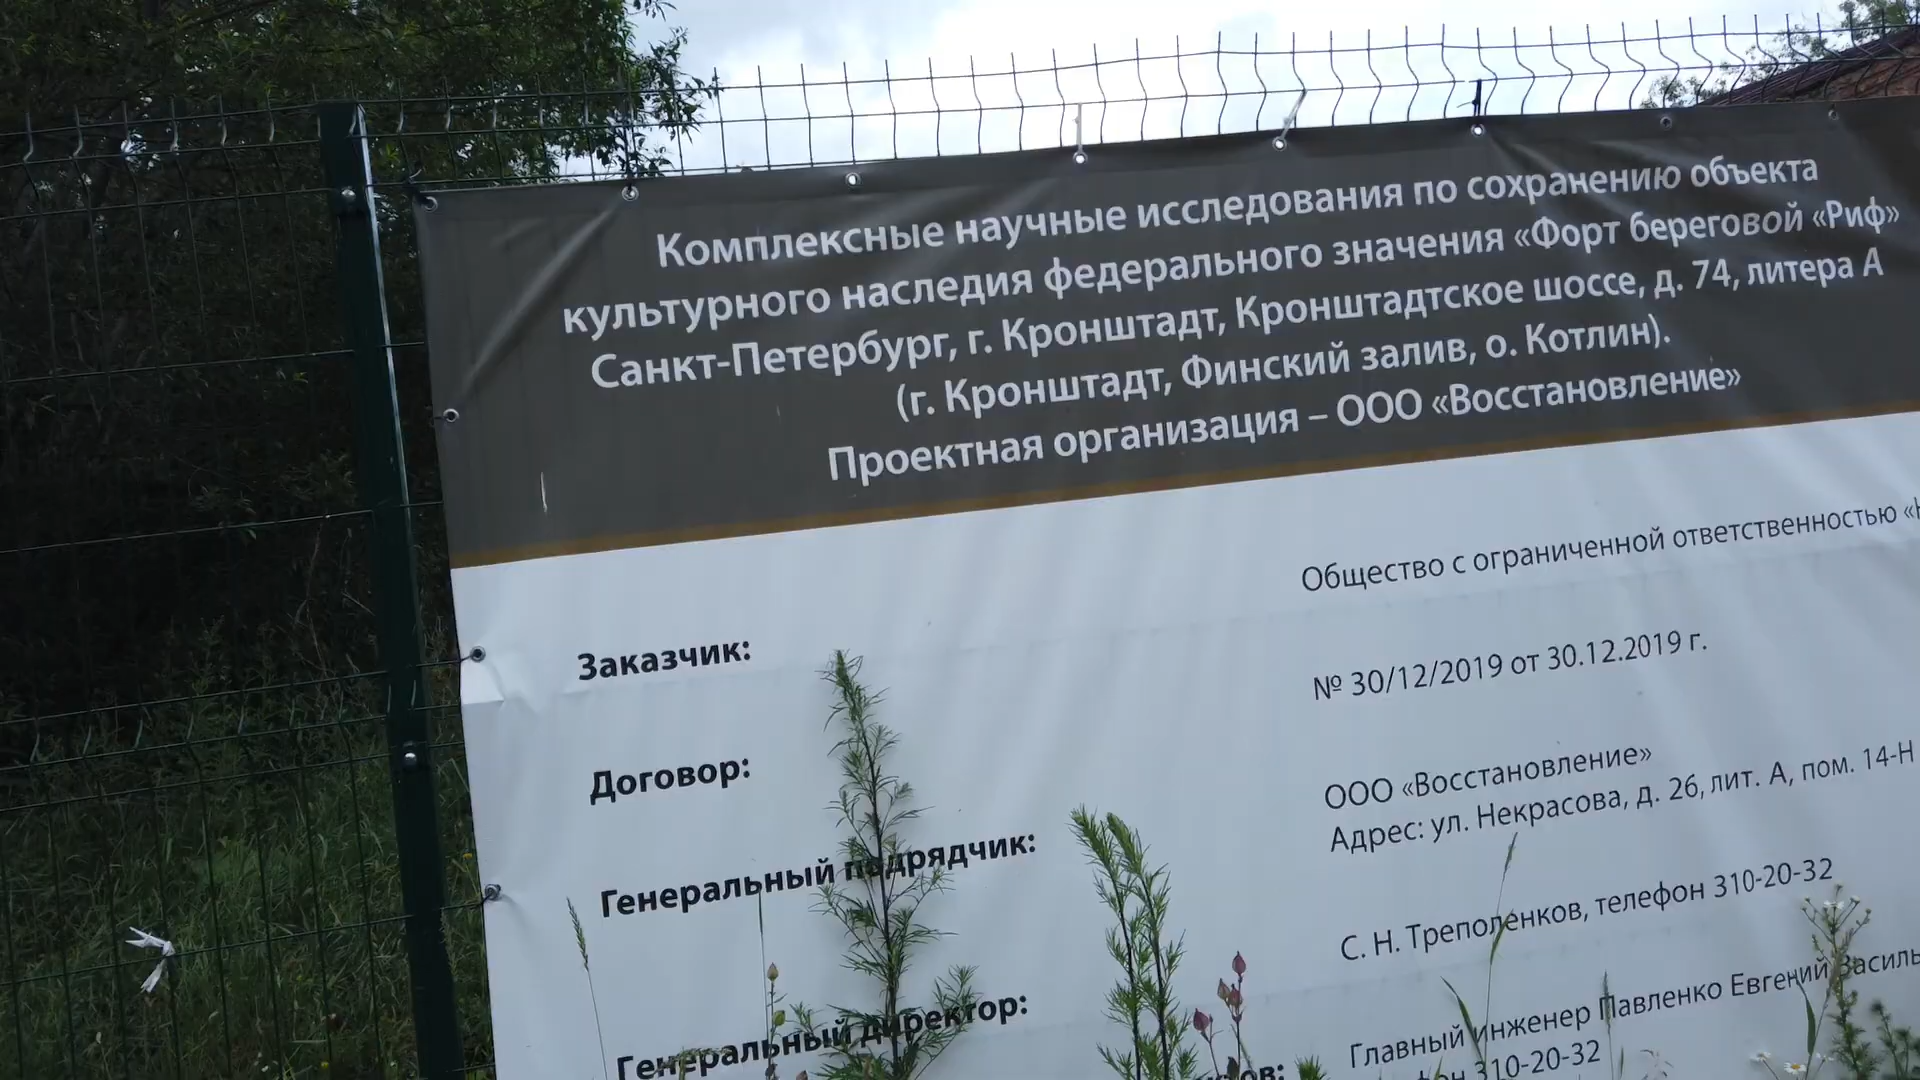 Комплексные научные исследования по сохранению объекта
культурного наследия федерального значения «Форт береговой «Риф»
Санкт-Петербург, г. Кронштадт, Кронштадтское шоссе, д. 74, литера А
(г. Кронштадт, Финский залив, о. Котлин).
Проектная организация – ООО «Восстановление»
Общество с ограниченной ответственностью
Заказчик:
№ 30/12/2019 от 30.12.2019 г.
Договор:
ООО «Восстановление»
Адрес: ул. Некрасова, д. 26, лит. А, пом. 14-Н
Генеральный подрядчик:
С. Н. Треполенков, телефон 310-20-32
Генеральный директор:
Главный инженер Павленко Евгений
310-20-32